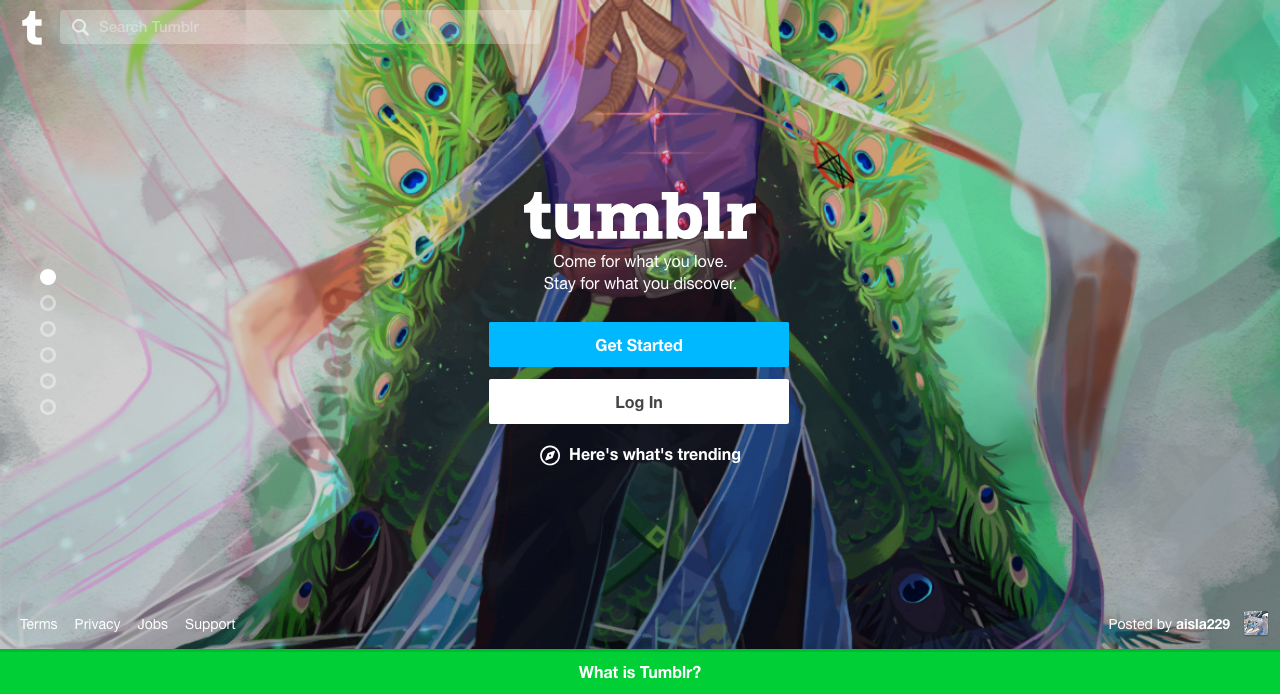 t
Search Tumblr
tumblr
Come for what you love.
Stay for what you discover.
Get Started
Log In
Here's what's trending
aisla229
Terms Privacy Jobs Support
Posted by aisla229
What is Tumblr?